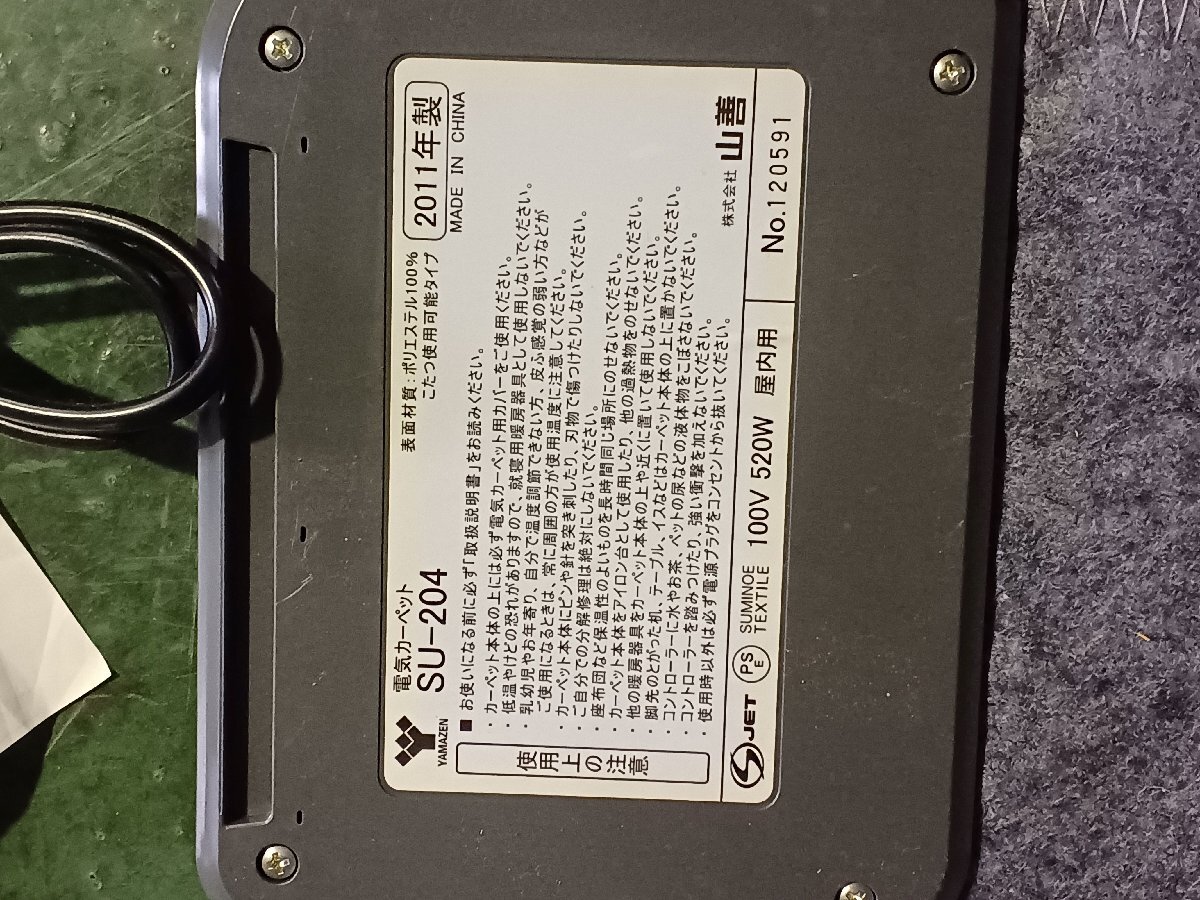 YAMAZEN
電気カーペット
SU-204
表面材質:ポリエステル100%
こたつ使用可能タイプ
2011年製
MADE IN CHINA
使用上の注意
■お使いになる前に必ず「取扱説明書」をお読みください。
・カーペット本体の上には必ず電気カーペット用カバーをご使用ください。
・低温やけどの恐れがありますので、就寝用暖房器具として使用しないでください。
・乳幼児やお年寄り、自分で温度調節できない方、皮ふ感覚の弱い方などが
ご使用になるときは、常に周囲の方が使用温度に注意してください。
・カーペット本体にピンや針を突き刺したり、刃物で傷つけたりしないでください。
・ご自分での分解修理は絶対にしないでください。
・座布団など保温性のよいものを長時間同じ場所にのせないでください。
・カーペット本体をアイロン台として使用したり、他の過熱物をのせないでください。
・他の暖房器具をカーペット本体の上や近くに置いて使用しないでください。
・脚先のとがった机、テーブル、イスなどはカーペット本体の上に置かないでください。
・コントローラーに水やお茶、ペットの尿などの液体物をこぼさないでください。
・コントローラーを踏みつけたり、強い衝撃を加えないでください。
・使用時以外は必ず電源プラグをコンセントから抜いてください。
株式会社 山善
S JET
PS E
SUMINOE
TEXTILE
100V 520W 屋内用
No.120591